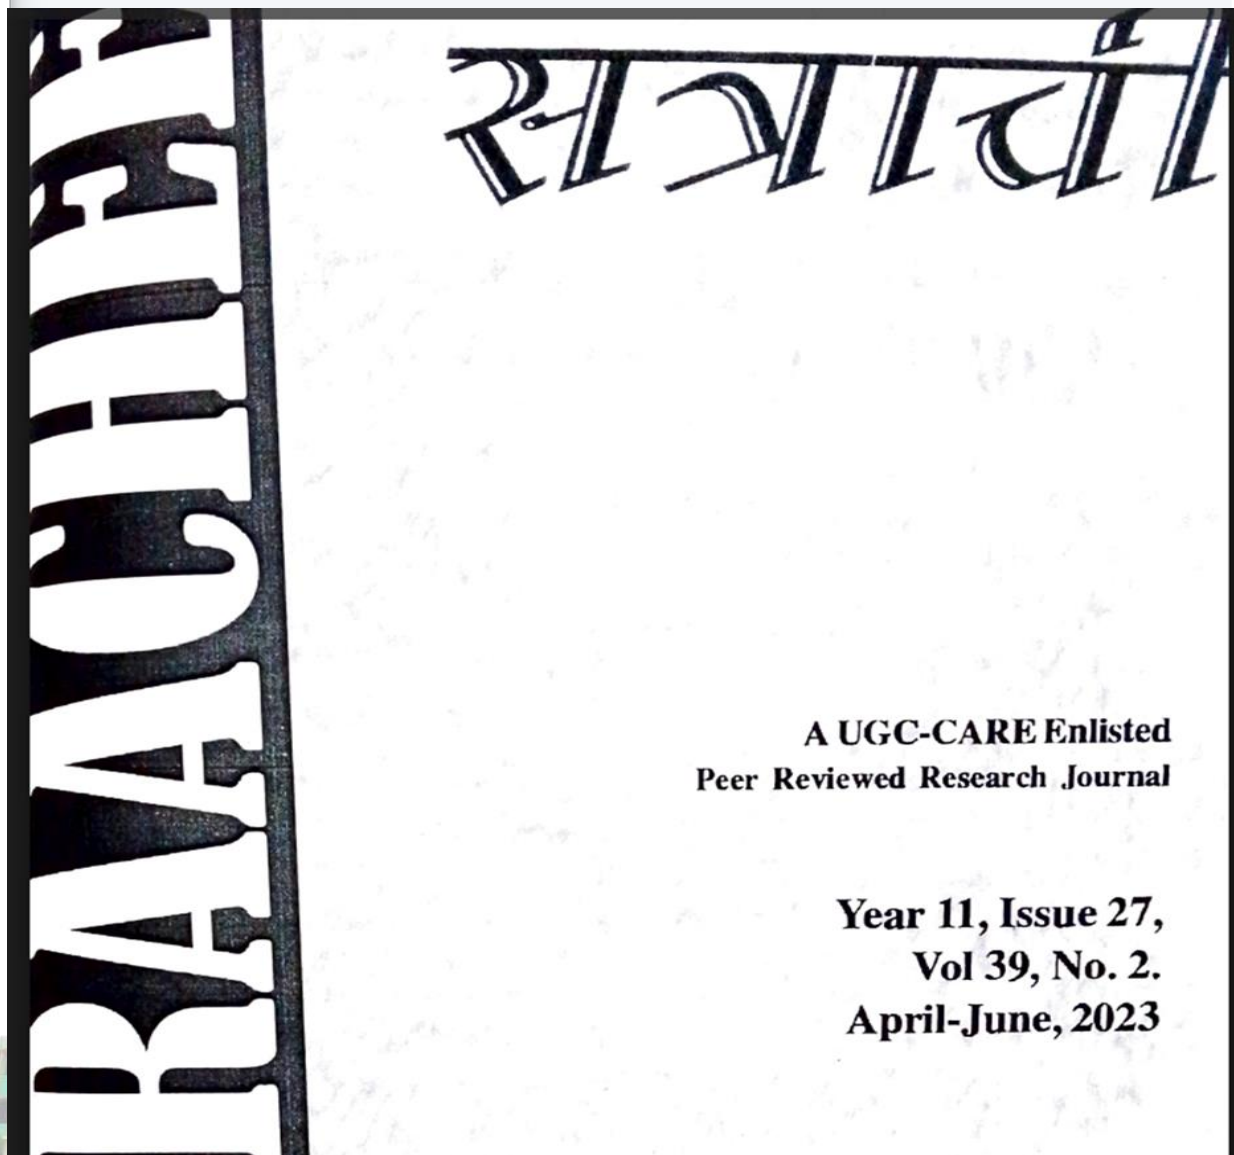 सत्राची
RAACHEE
A UGC-CARE Enlisted
Peer Reviewed Research Journal
Year 11, Issue 27,
Vol 39, No. 2.
April-June, 2023